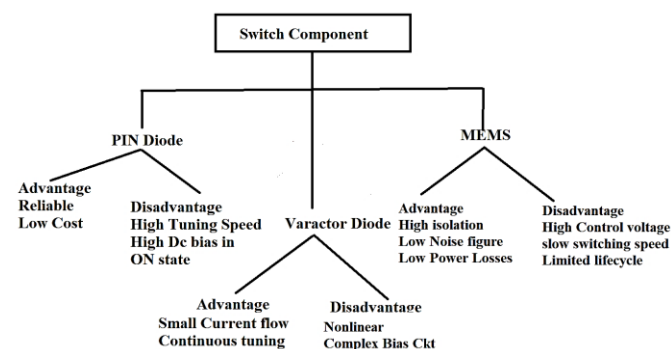 Switch Component
PIN Diode
Advantage
Reliable
Low Cost
Disadvantage
High Tuning Speed
High Dc bias in
ON state
Varactor Diode
Advantage
Small Current flow
Continuous tuning
Disadvantage
Nonlinear
Complex Bias Ckt
MEMS
Advantage
High isolation
Low Noise figure
Low Power Losses
Disadvantage
High Control voltage
slow switching speed
Limited lifecycle